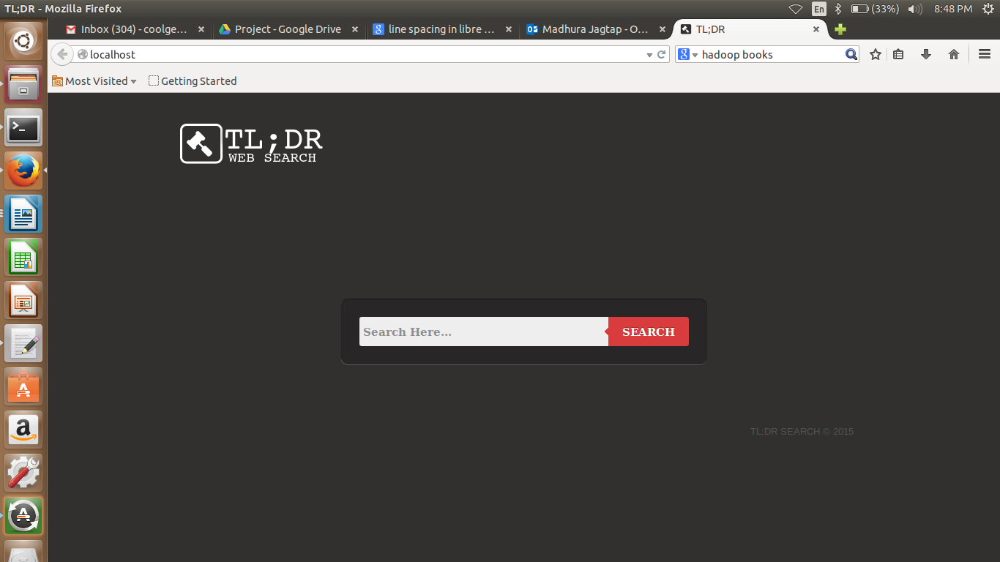 TL;DR - Mozilla Firefox
En
(33%)
8:48 PM
Inbox (304) - coolge...
Project - Google Drive
line spacing in libre ...
Madhura Jagtap - O...
TL;DR
localhost
hadoop books
Most Visited
Getting Started
TL;DR
WEB SEARCH
Search Here...
SEARCH
TL;DR SEARCH © 2015